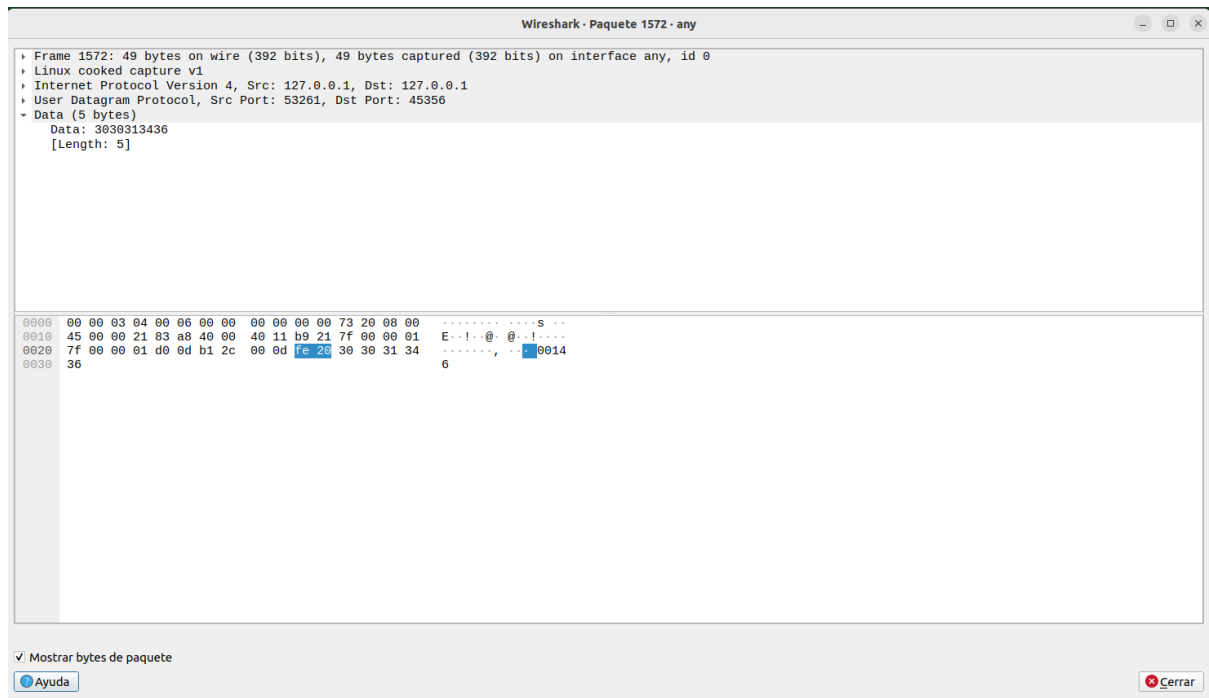 Wireshark · Paquete 1572 · any
Frame 1572: 49 bytes on wire (392 bits), 49 bytes captured (392 bits) on interface any, id 0
Linux cooked capture v1
Internet Protocol Version 4, Src: 127.0.0.1, Dst: 127.0.0.1
User Datagram Protocol, Src Port: 53261, Dst Port: 45356
Data (5 bytes)
Data: 3030313436
[Length: 5]
0000 00 00 03 04 00 06 00 00 00 00 00 00 73 20 08 00 ········ ····s ··
0010 45 00 00 21 83 a8 40 00 40 11 b9 21 7f 00 00 01 E··!··@· @··!····
0020 7f 00 00 01 d0 0d b1 2c 00 0d fe 20 30 30 31 34 ·······, ··· 0014
0030 36 6
Mostrar bytes de paquete
Ayuda
Cerrar